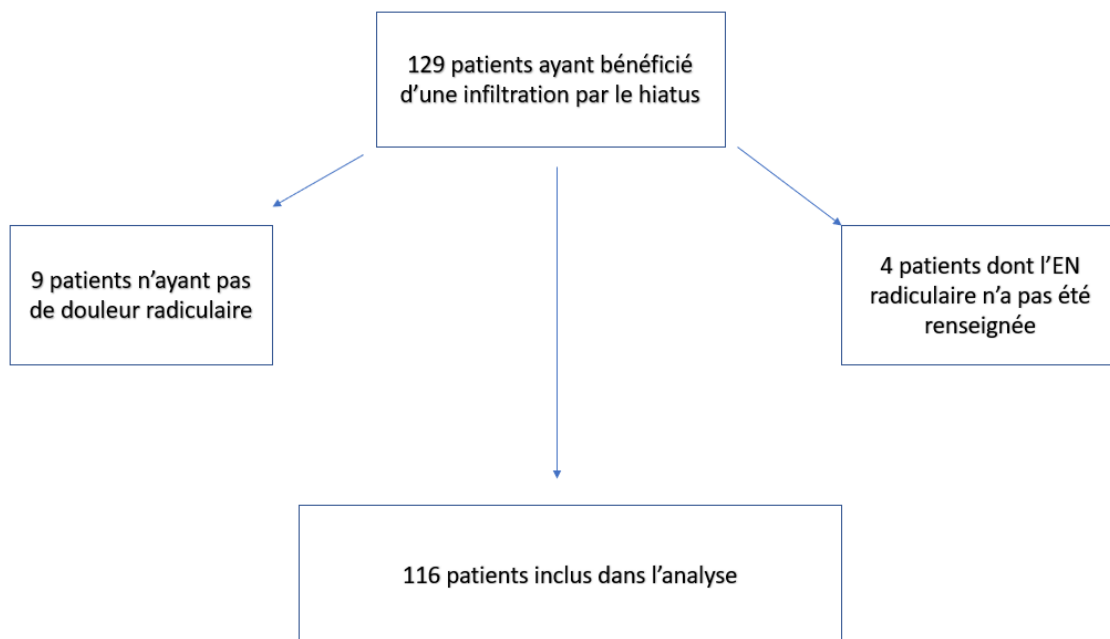 129 patients ayant bénéficié
d’une infiltration par le hiatus
9 patients n’ayant pas
de douleur radiculaire
4 patients dont l’EN
radiculaire n’a pas été
renseignée
116 patients inclus dans l’analyse